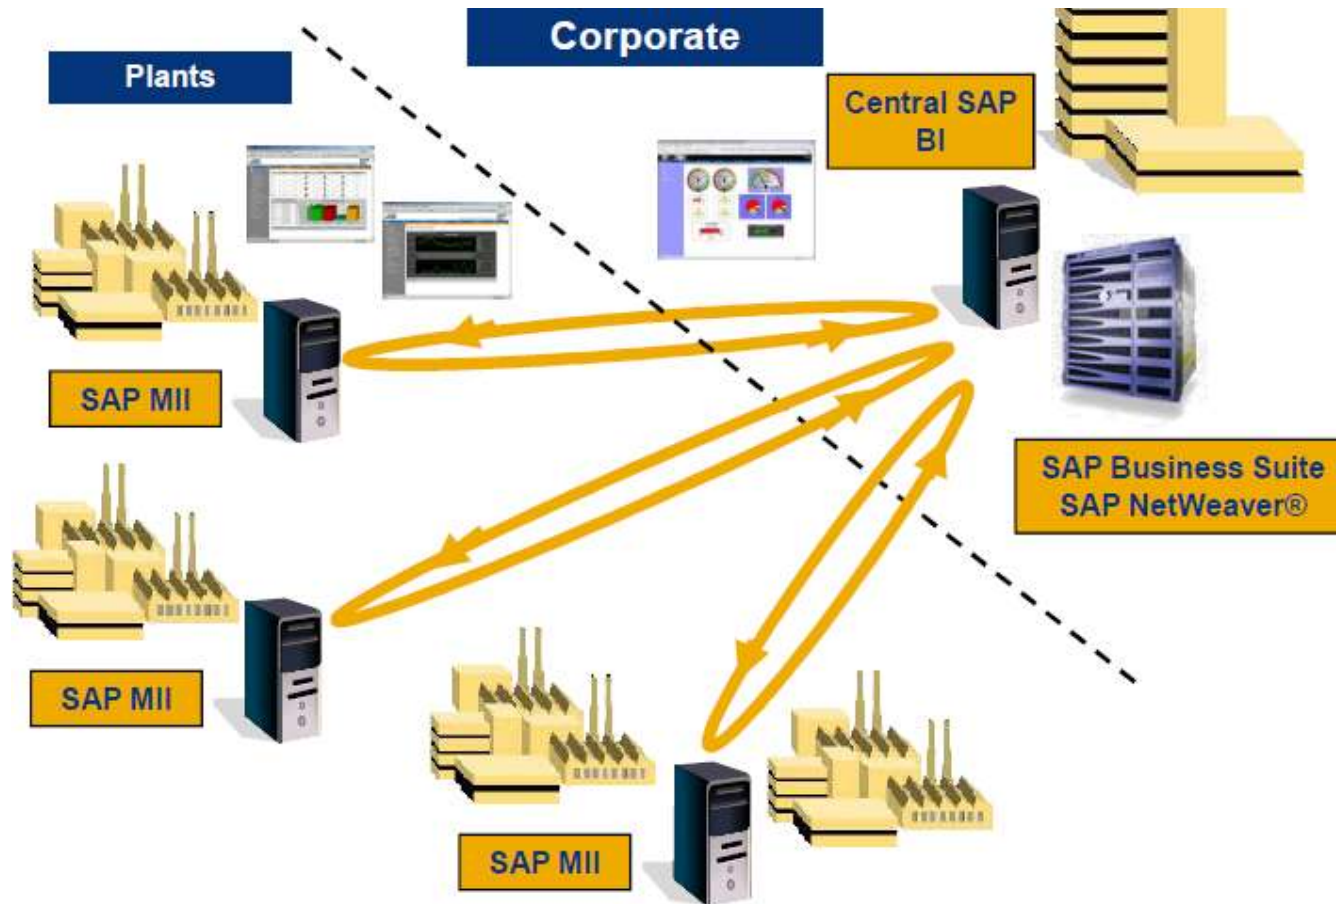 Corporate
Plants
Central SAP
BI
SAP MII
SAP Business Suite
SAP NetWeaver®
SAP MII
SAP MII